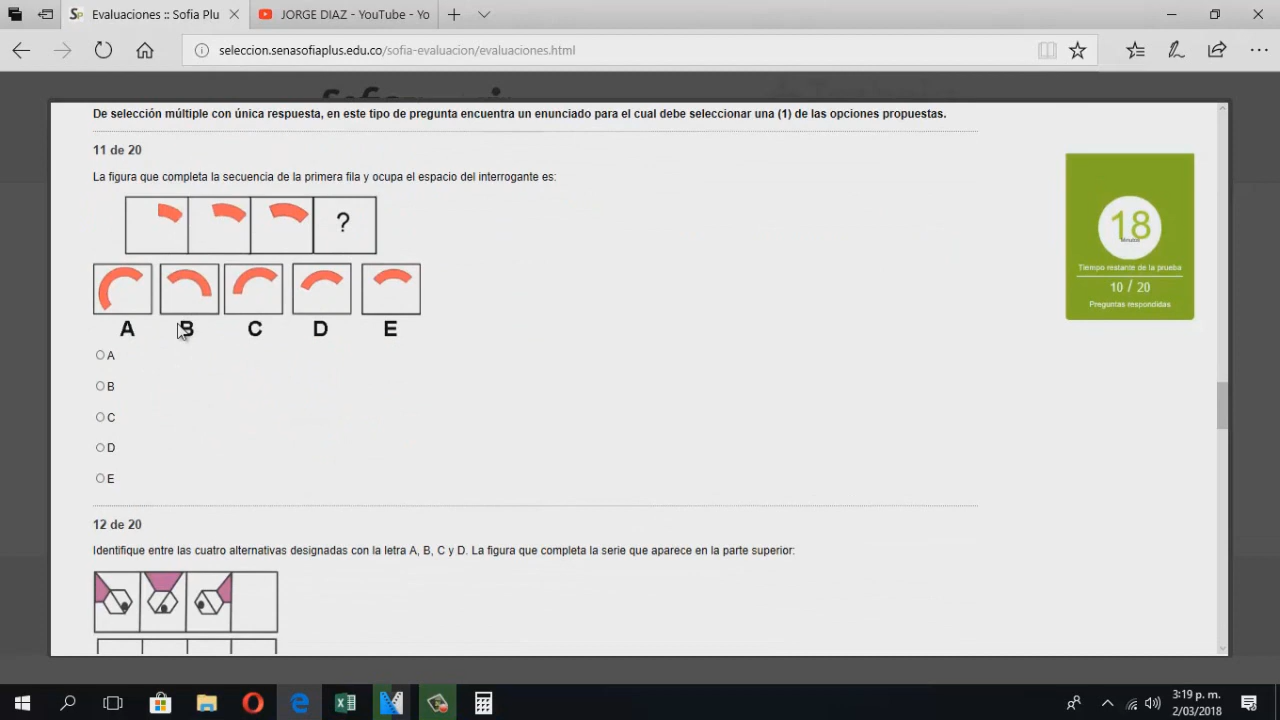 Evaluaciones :: Sofia Plu
JORGE DIAZ - YouTube - Yo
seleccion.senasofiaplus.edu.co/sofia-evaluacion/evaluaciones.html
De selección múltiple con única respuesta, en este tipo de pregunta encuentra un enunciado para el cual debe seleccionar una (1) de las opciones propuestas.
11 de 20
La figura que completa la secuencia de la primera fila y ocupa el espacio del interrogante es:
?
A B C D E
A
B
C
D
E
12 de 20
Identifique entre las cuatro alternativas designadas con la letra A, B, C y D. La figura que completa la serie que aparece en la parte superior:
18
Minutos
Tiempo restante de la prueba
10 / 20
Preguntas respondidas
3:19 p. m.
2/03/2018